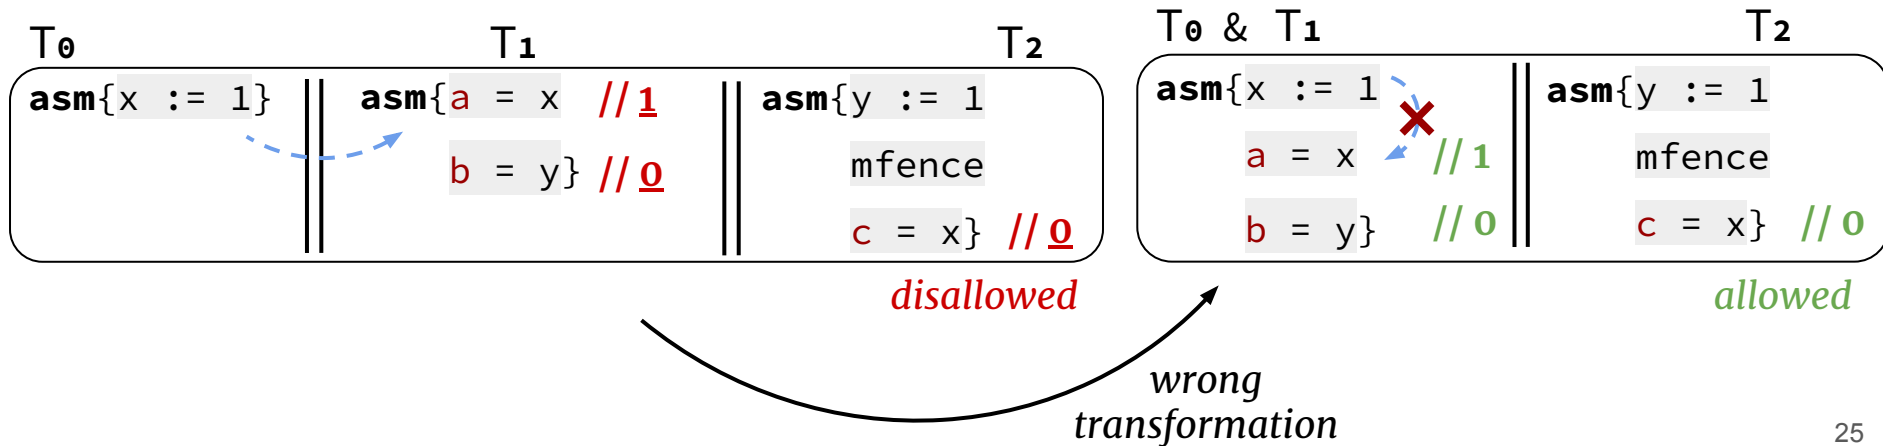 T0 T1 T2
asm{x := 1} asm{a = x //1 asm{y := 1
b = y} //0 mfence
c = x} //0
disallowed
T0 & T1 T2
asm{x := 1 asm{y := 1
a = x //1 mfence
b = y} //0 c = x} //0
allowed
wrong
transformation
25